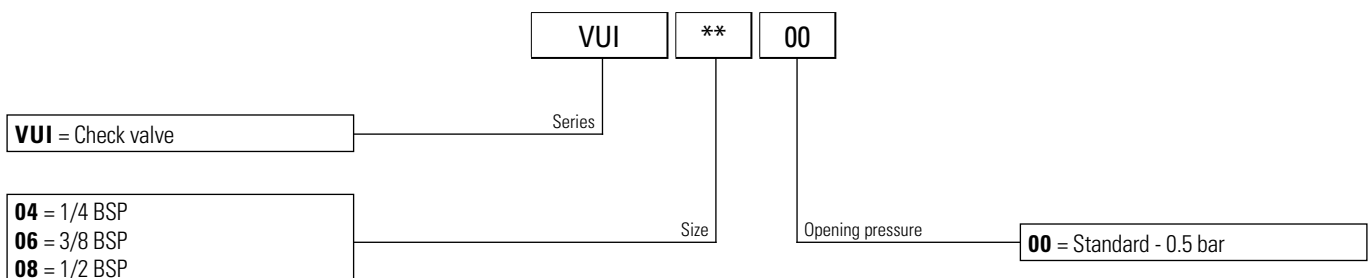 VUI ** 00
Series
VUI = Check valve
04 = 1/4 BSP
06 = 3/8 BSP
08 = 1/2 BSP
Size
Opening pressure
00 = Standard - 0.5 bar